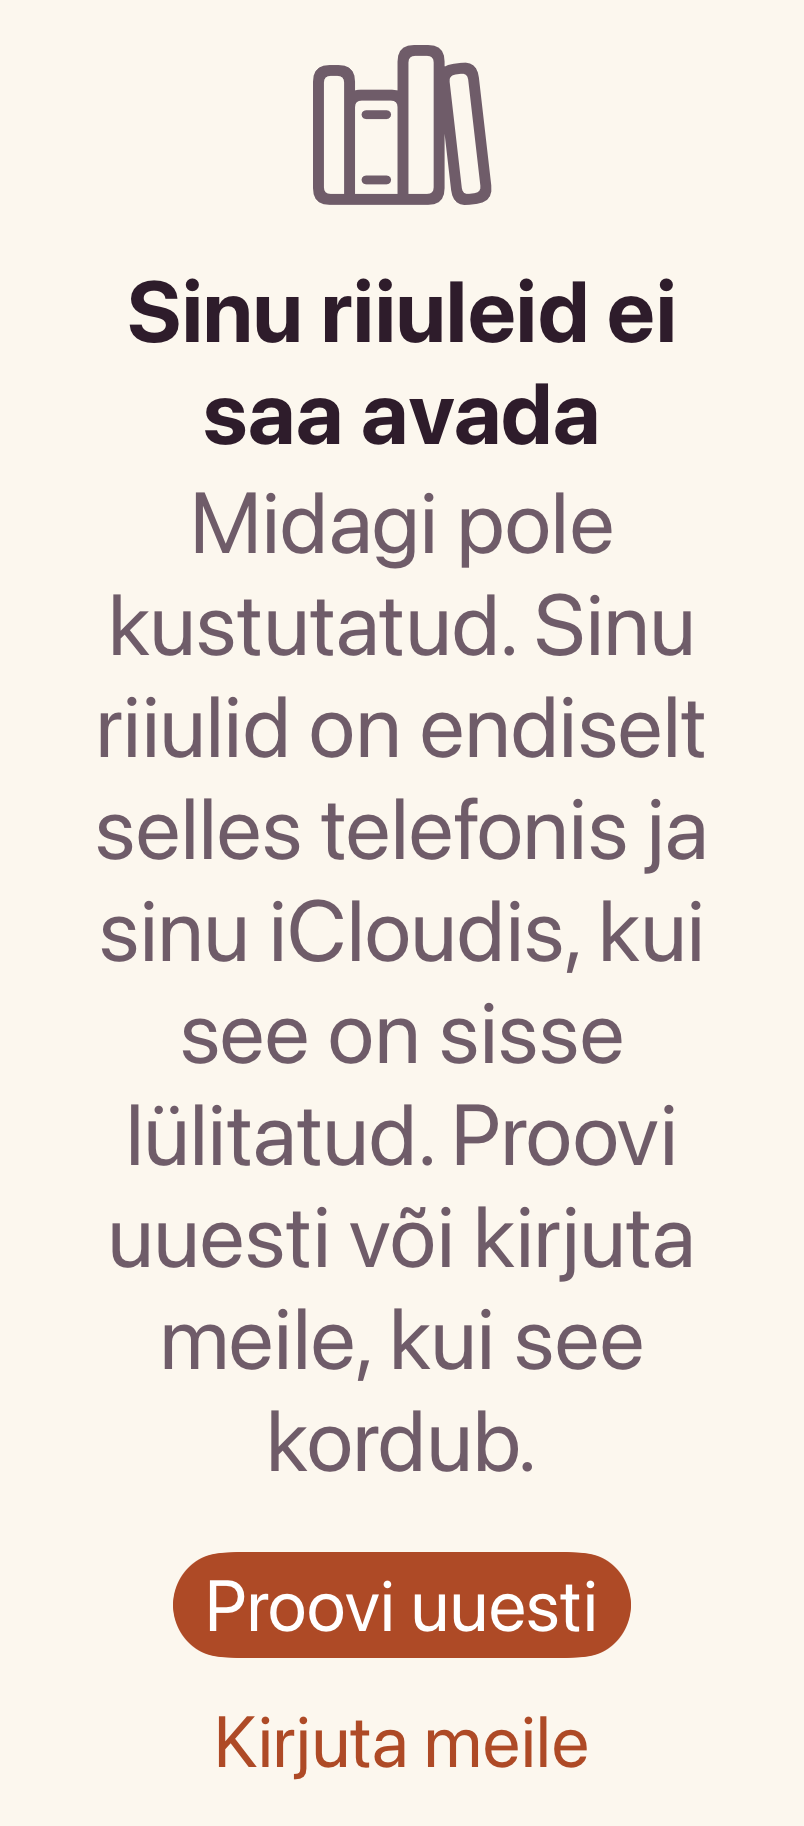 Sinu riiuleid ei
saa avada
Midagi pole
kustutatud. Sinu
riiulid on endiselt
selles telefonis ja
sinu iCloudis, kui
see on sisse
lülitatud. Proovi
uuesti või kirjuta
meile, kui see
kordub.
Proovi uuesti
Kirjuta meile